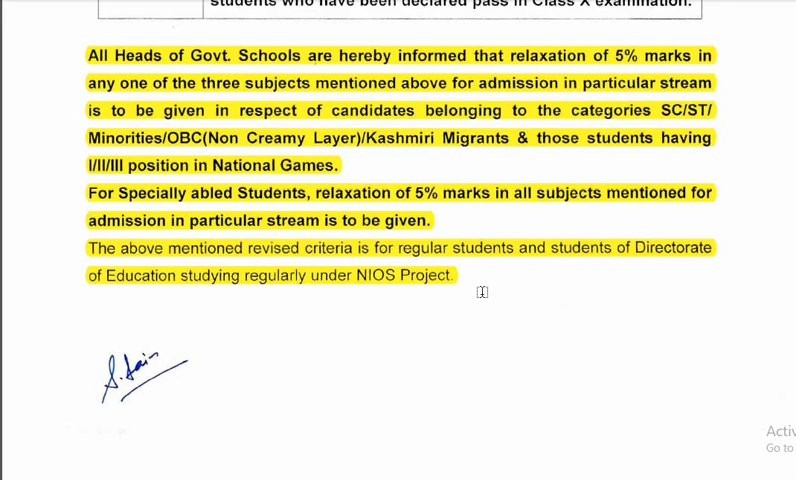 students who have been declared pass in Class X examination.
All Heads of Govt. Schools are hereby informed that relaxation of 5% marks in
any one of the three subjects mentioned above for admission in particular stream
is to be given in respect of candidates belonging to the categories SC/ST/
Minorities/OBC(Non Creamy Layer)/Kashmiri Migrants & those students having
I/II/III position in National Games.
For Specially abled Students, relaxation of 5% marks in all subjects mentioned for
admission in particular stream is to be given.
The above mentioned revised criteria is for regular students and students of Directorate
of Education studying regularly under NIOS Project.
Activ
Go to